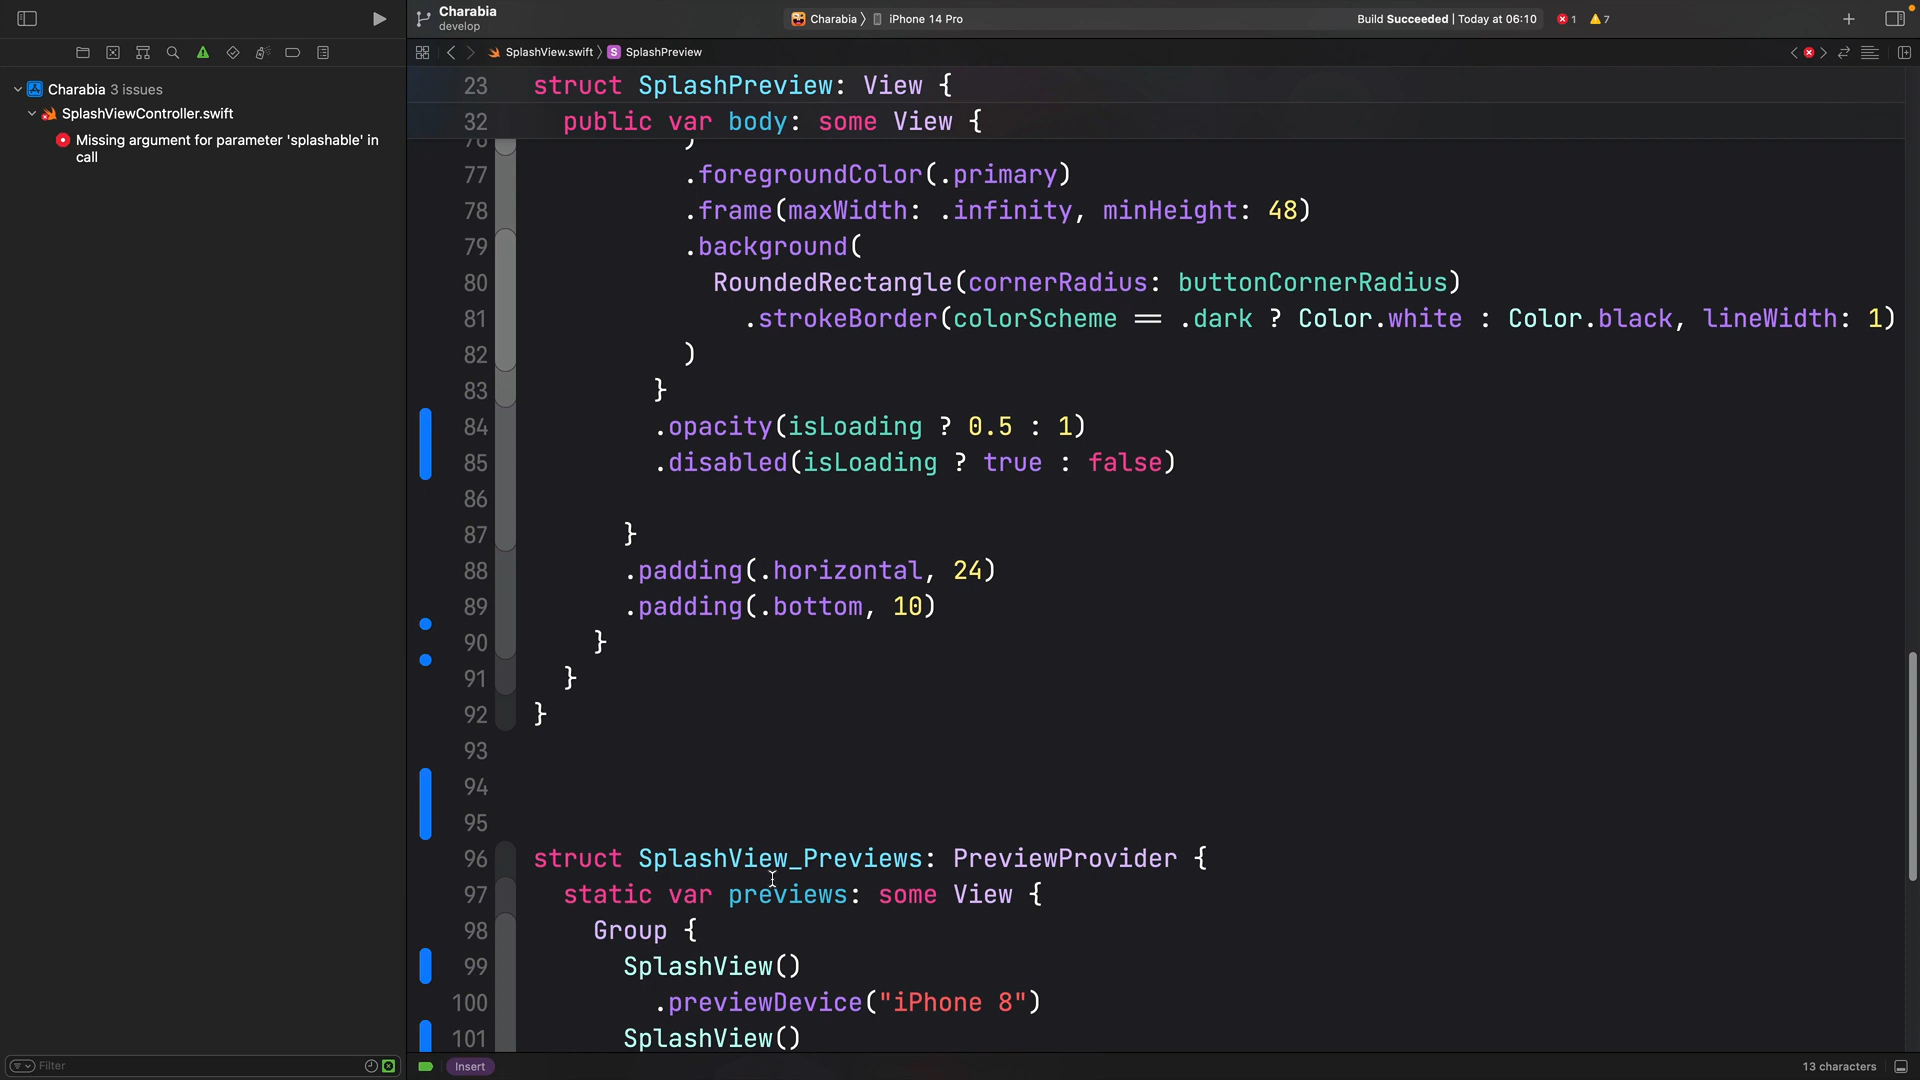 Charabia
develop
Charabia
iPhone 14 Pro
Build Succeeded | Today at 06:10
1
7
SplashView.swift
S
SplashPreview
Charabia 3 issues
SplashViewController.swift
Missing argument for parameter 'splashable' in
call
23 struct SplashPreview: View {
32 public var body: some View {
76 )
77 .foregroundColor(.primary)
78 .frame(maxWidth: .infinity, minHeight: 48)
79 .background(
80 RoundedRectangle(cornerRadius: buttonCornerRadius)
81 .strokeBorder(colorScheme == .dark ? Color.white : Color.black, lineWidth: 1)
82 )
83 }
84 .opacity(isLoading ? 0.5 : 1)
85 .disabled(isLoading ? true : false)
86
87 }
88 .padding(.horizontal, 24)
89 .padding(.bottom, 10)
90 }
91 }
92 }
93
94
95
96 struct SplashView_Previews: PreviewProvider {
97 static var previews: some View {
98 Group {
99 SplashView()
100 .previewDevice("iPhone 8")
101 SplashView()
Filter
Insert
13 characters